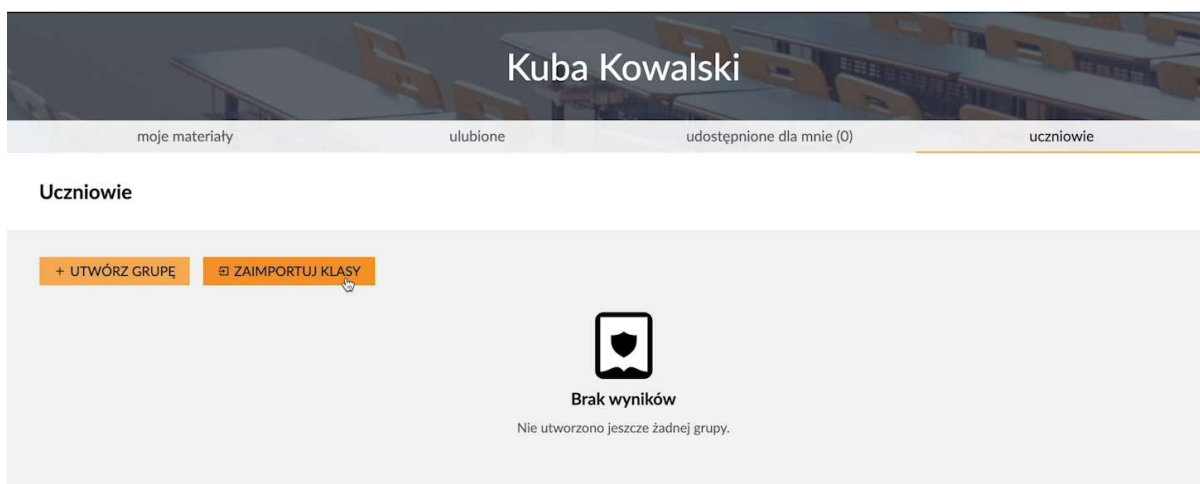 Kuba Kowalski
moje materiały ulubione udostępnione dla mnie (0) uczniowie
Uczniowie
+ UTWÓRZ GRUPĘ ZAIMPORTUJ KLASY
Brak wyników
Nie utworzono jeszcze żadnej grupy.